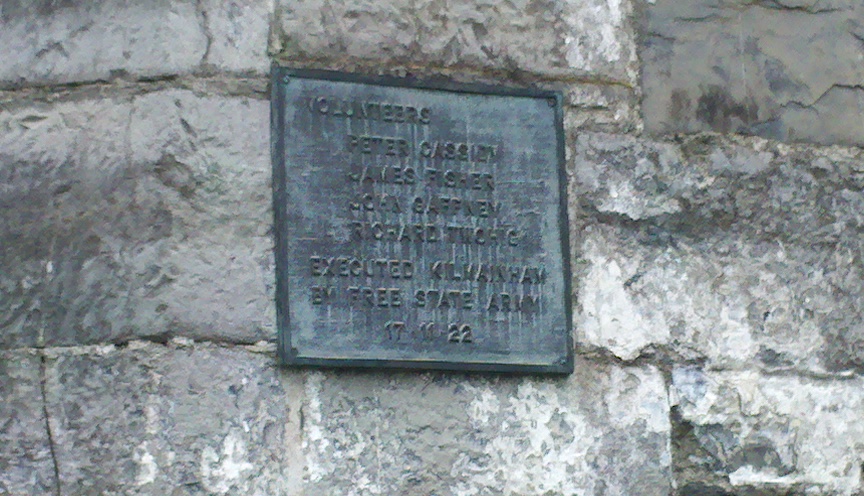 VOLUNTEERS
PETER CASSIDY
JAMES FISHER
JOHN GAFFNEY
RICHARD TWOHIG
EXECUTED KILMAINHAM
BY FREE STATE ARMY
17 11 22